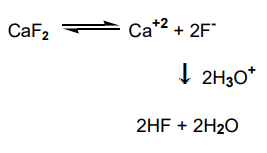 CaF₂ ⇌ Ca⁺² + 2F⁻
↓ 2H₃O⁺
2HF + 2H₂O